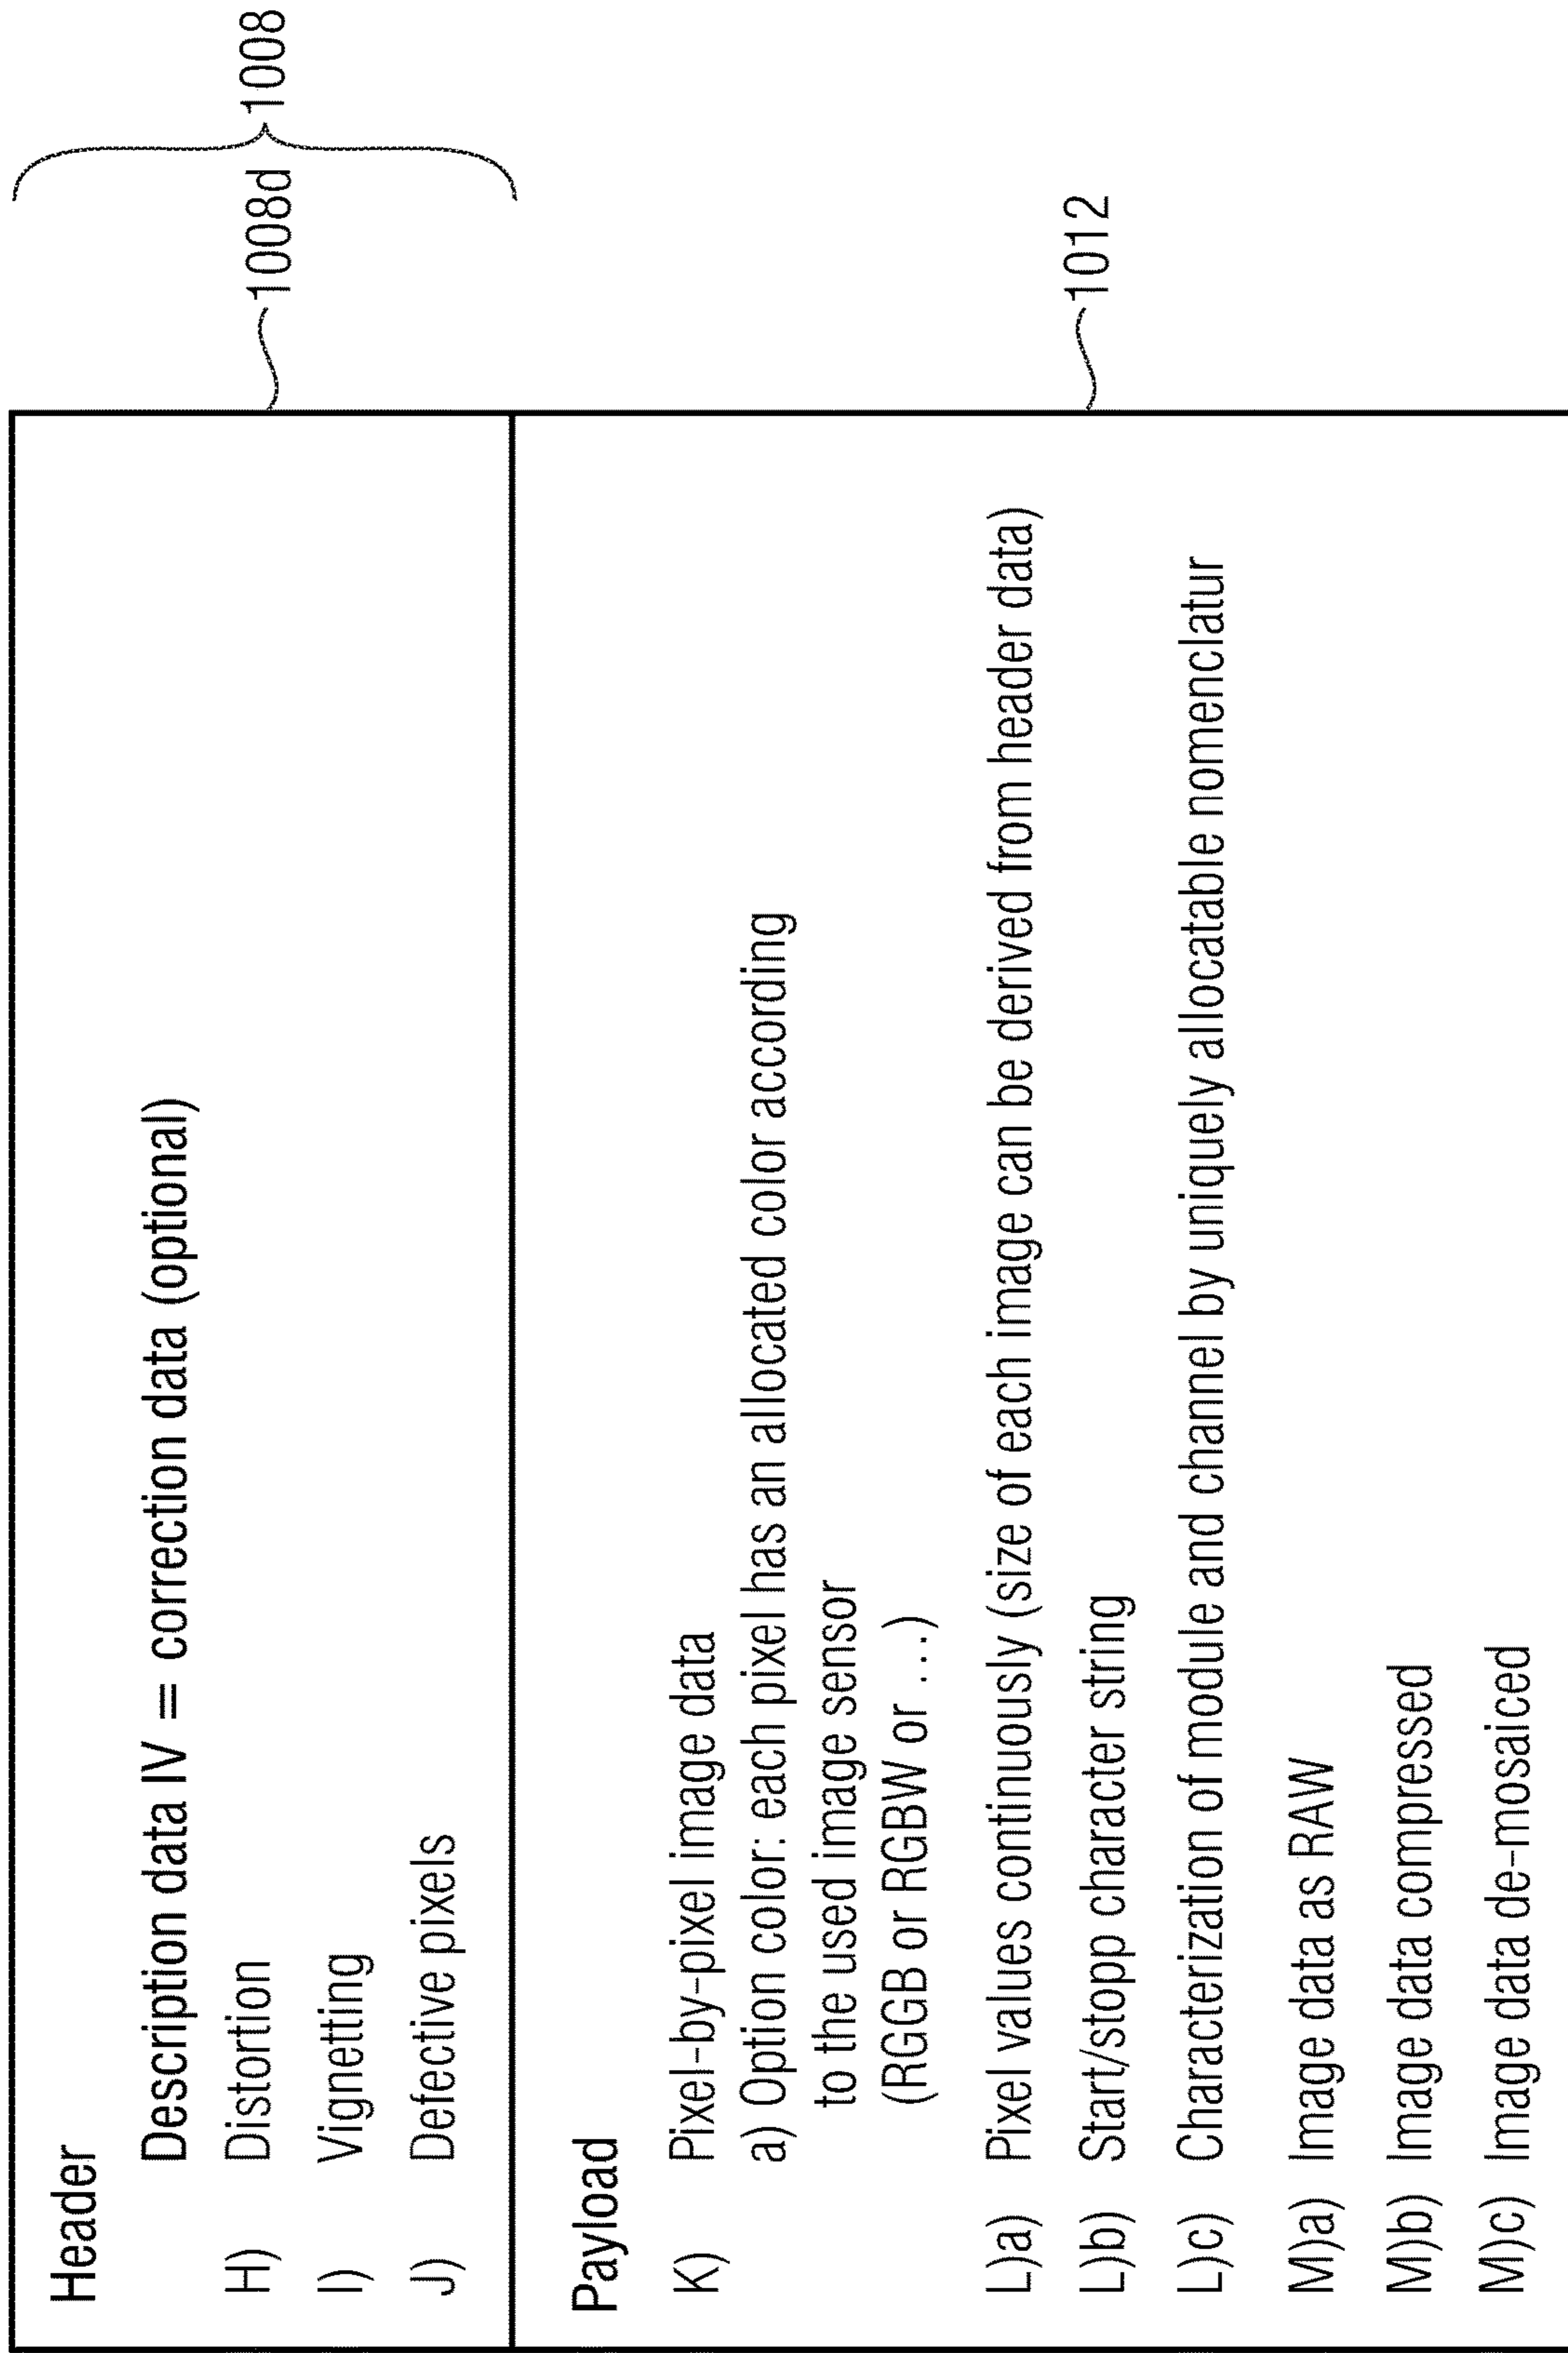 Header
Description data IV = correction data (optional)
H) Distortion
I) Vignetting
J) Defective pixels
1008d
1008
Payload
K) Pixel-by-pixel image data
a) Option color: each pixel has an allocated color according
to the used image sensor
(RGGB or RGBW or ...)
L)a) Pixel values continuously (size of each image can be derived from header data)
L)b) Start/stopp character string
L)c) Characterization of module and channel by uniquely allocatable nomenclatur
M)a) Image data as RAW
M)b) Image data compressed
M)c) Image data de-mosaiced
1012